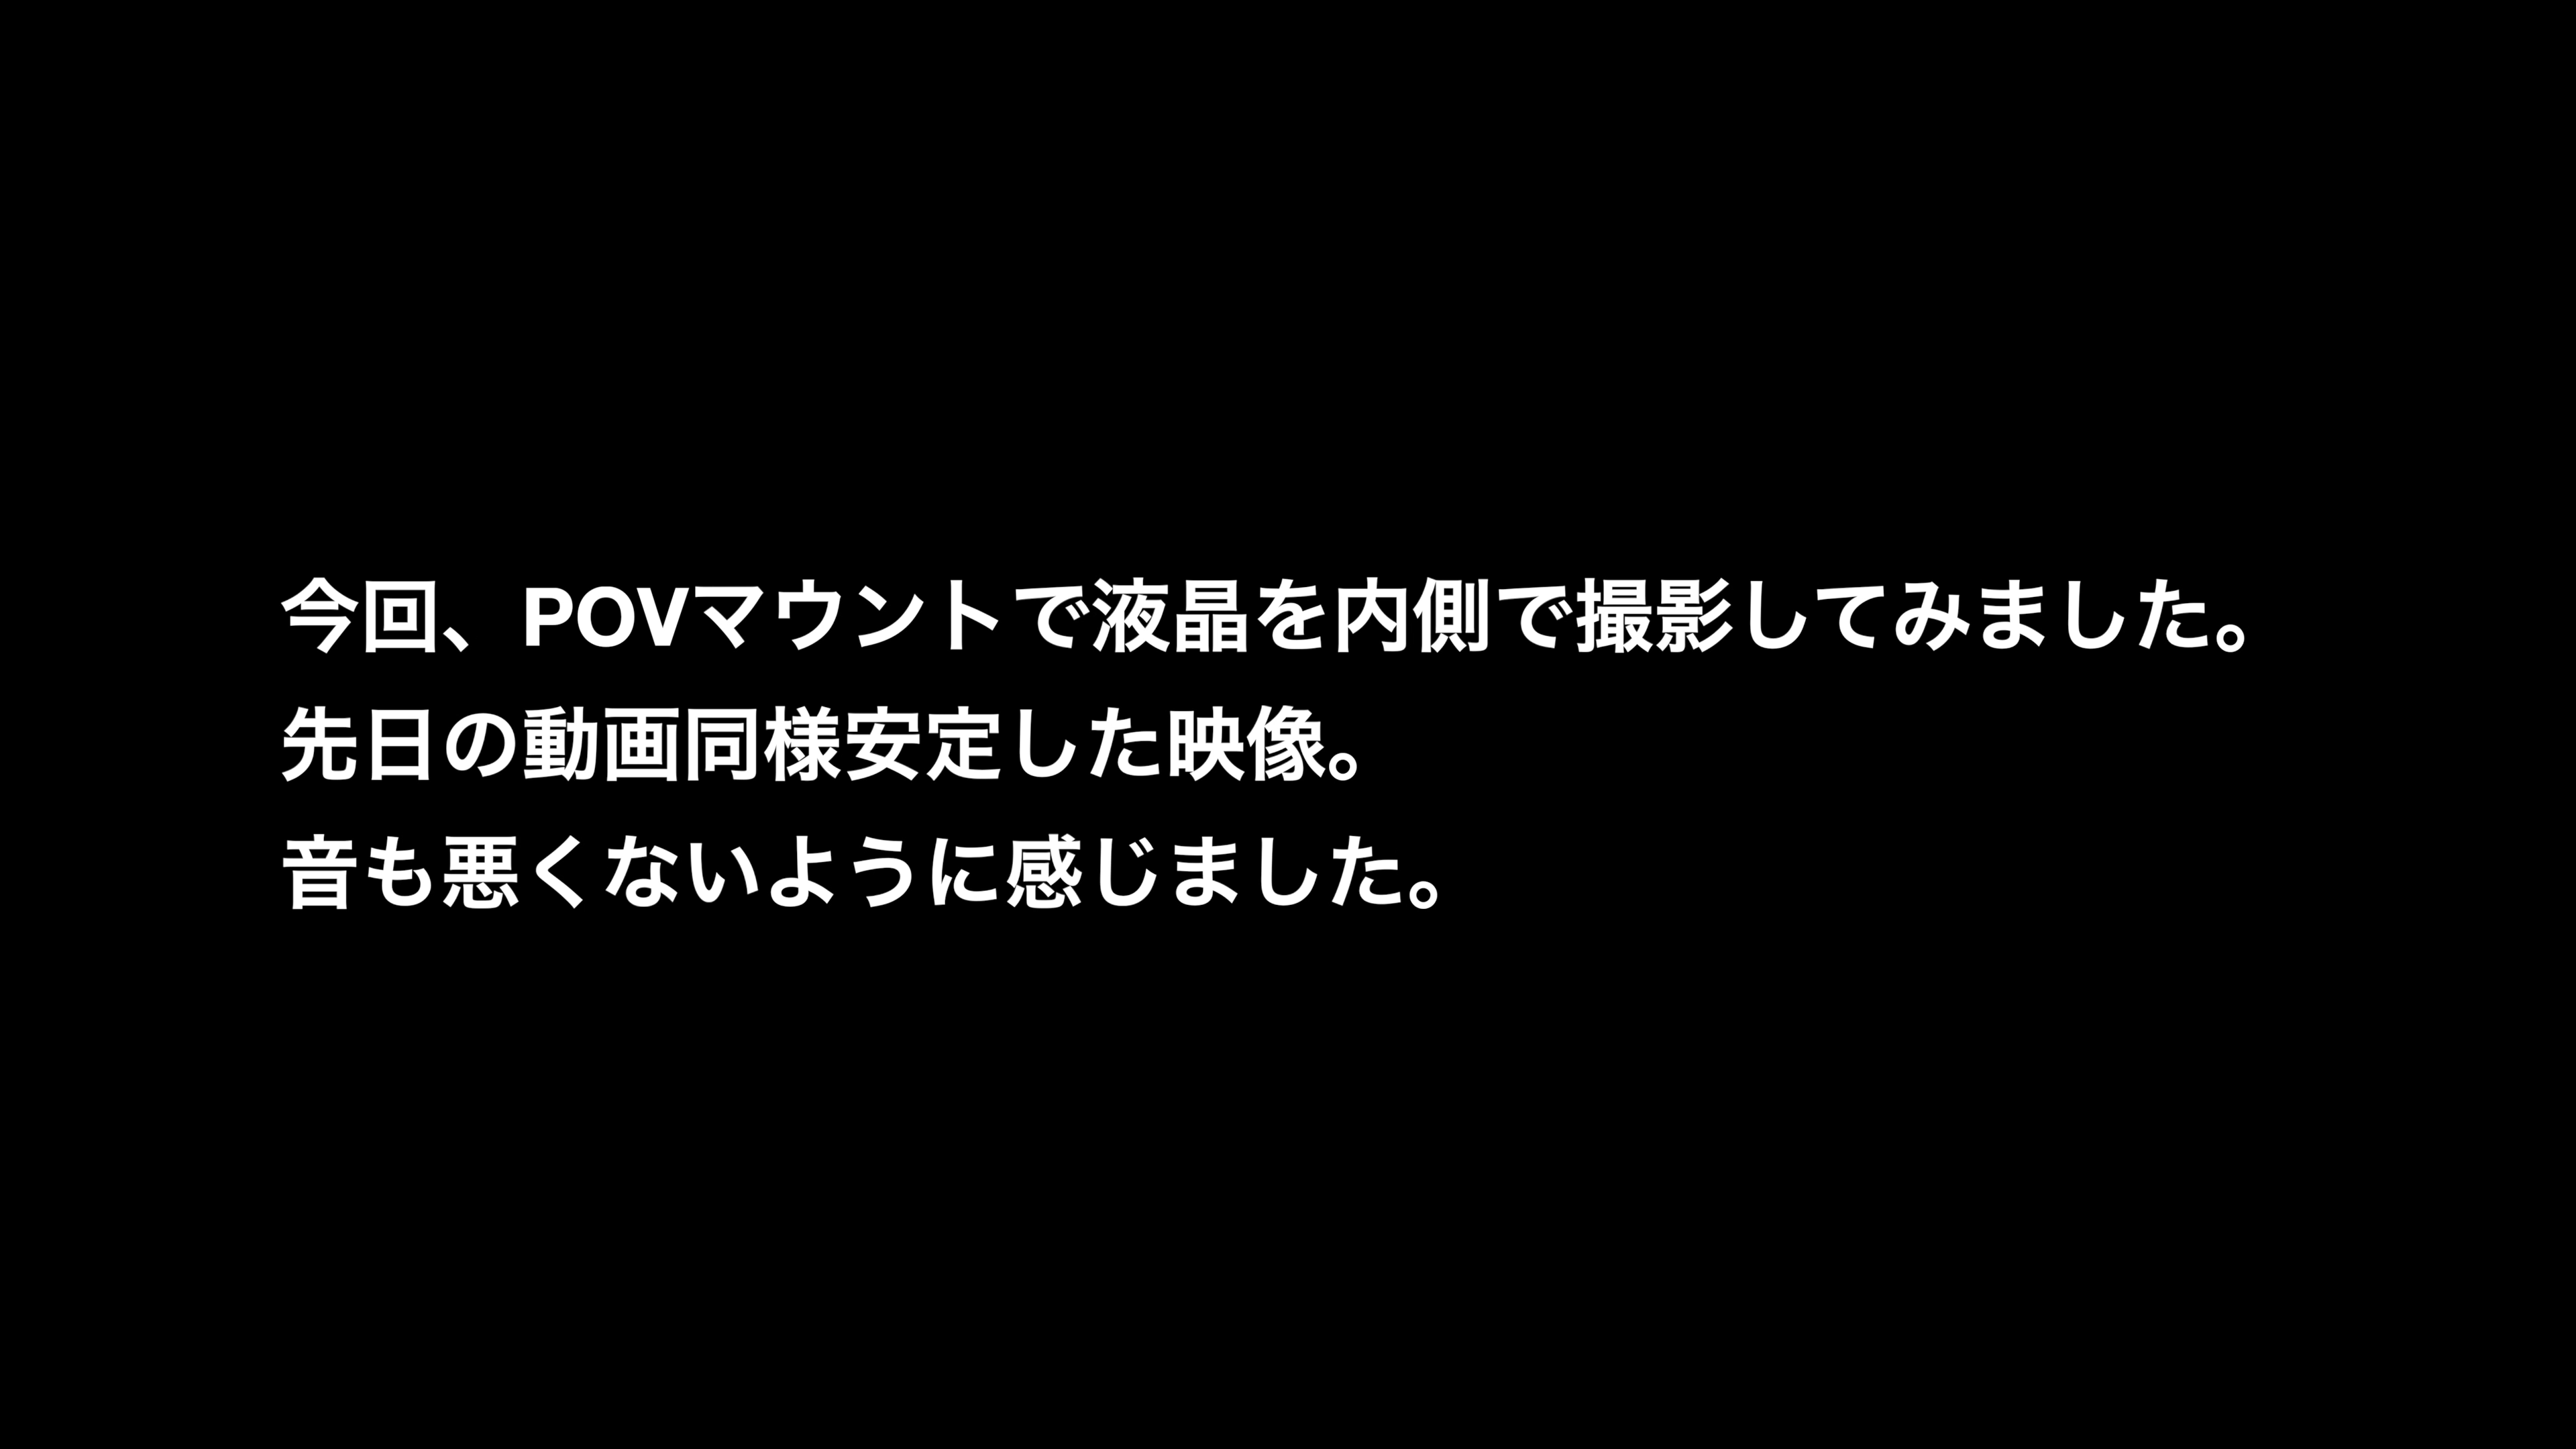 今回、POVマウントで液晶を内側で撮影してみました。
先日の動画同様安定した映像。
音も悪くないように感じました。